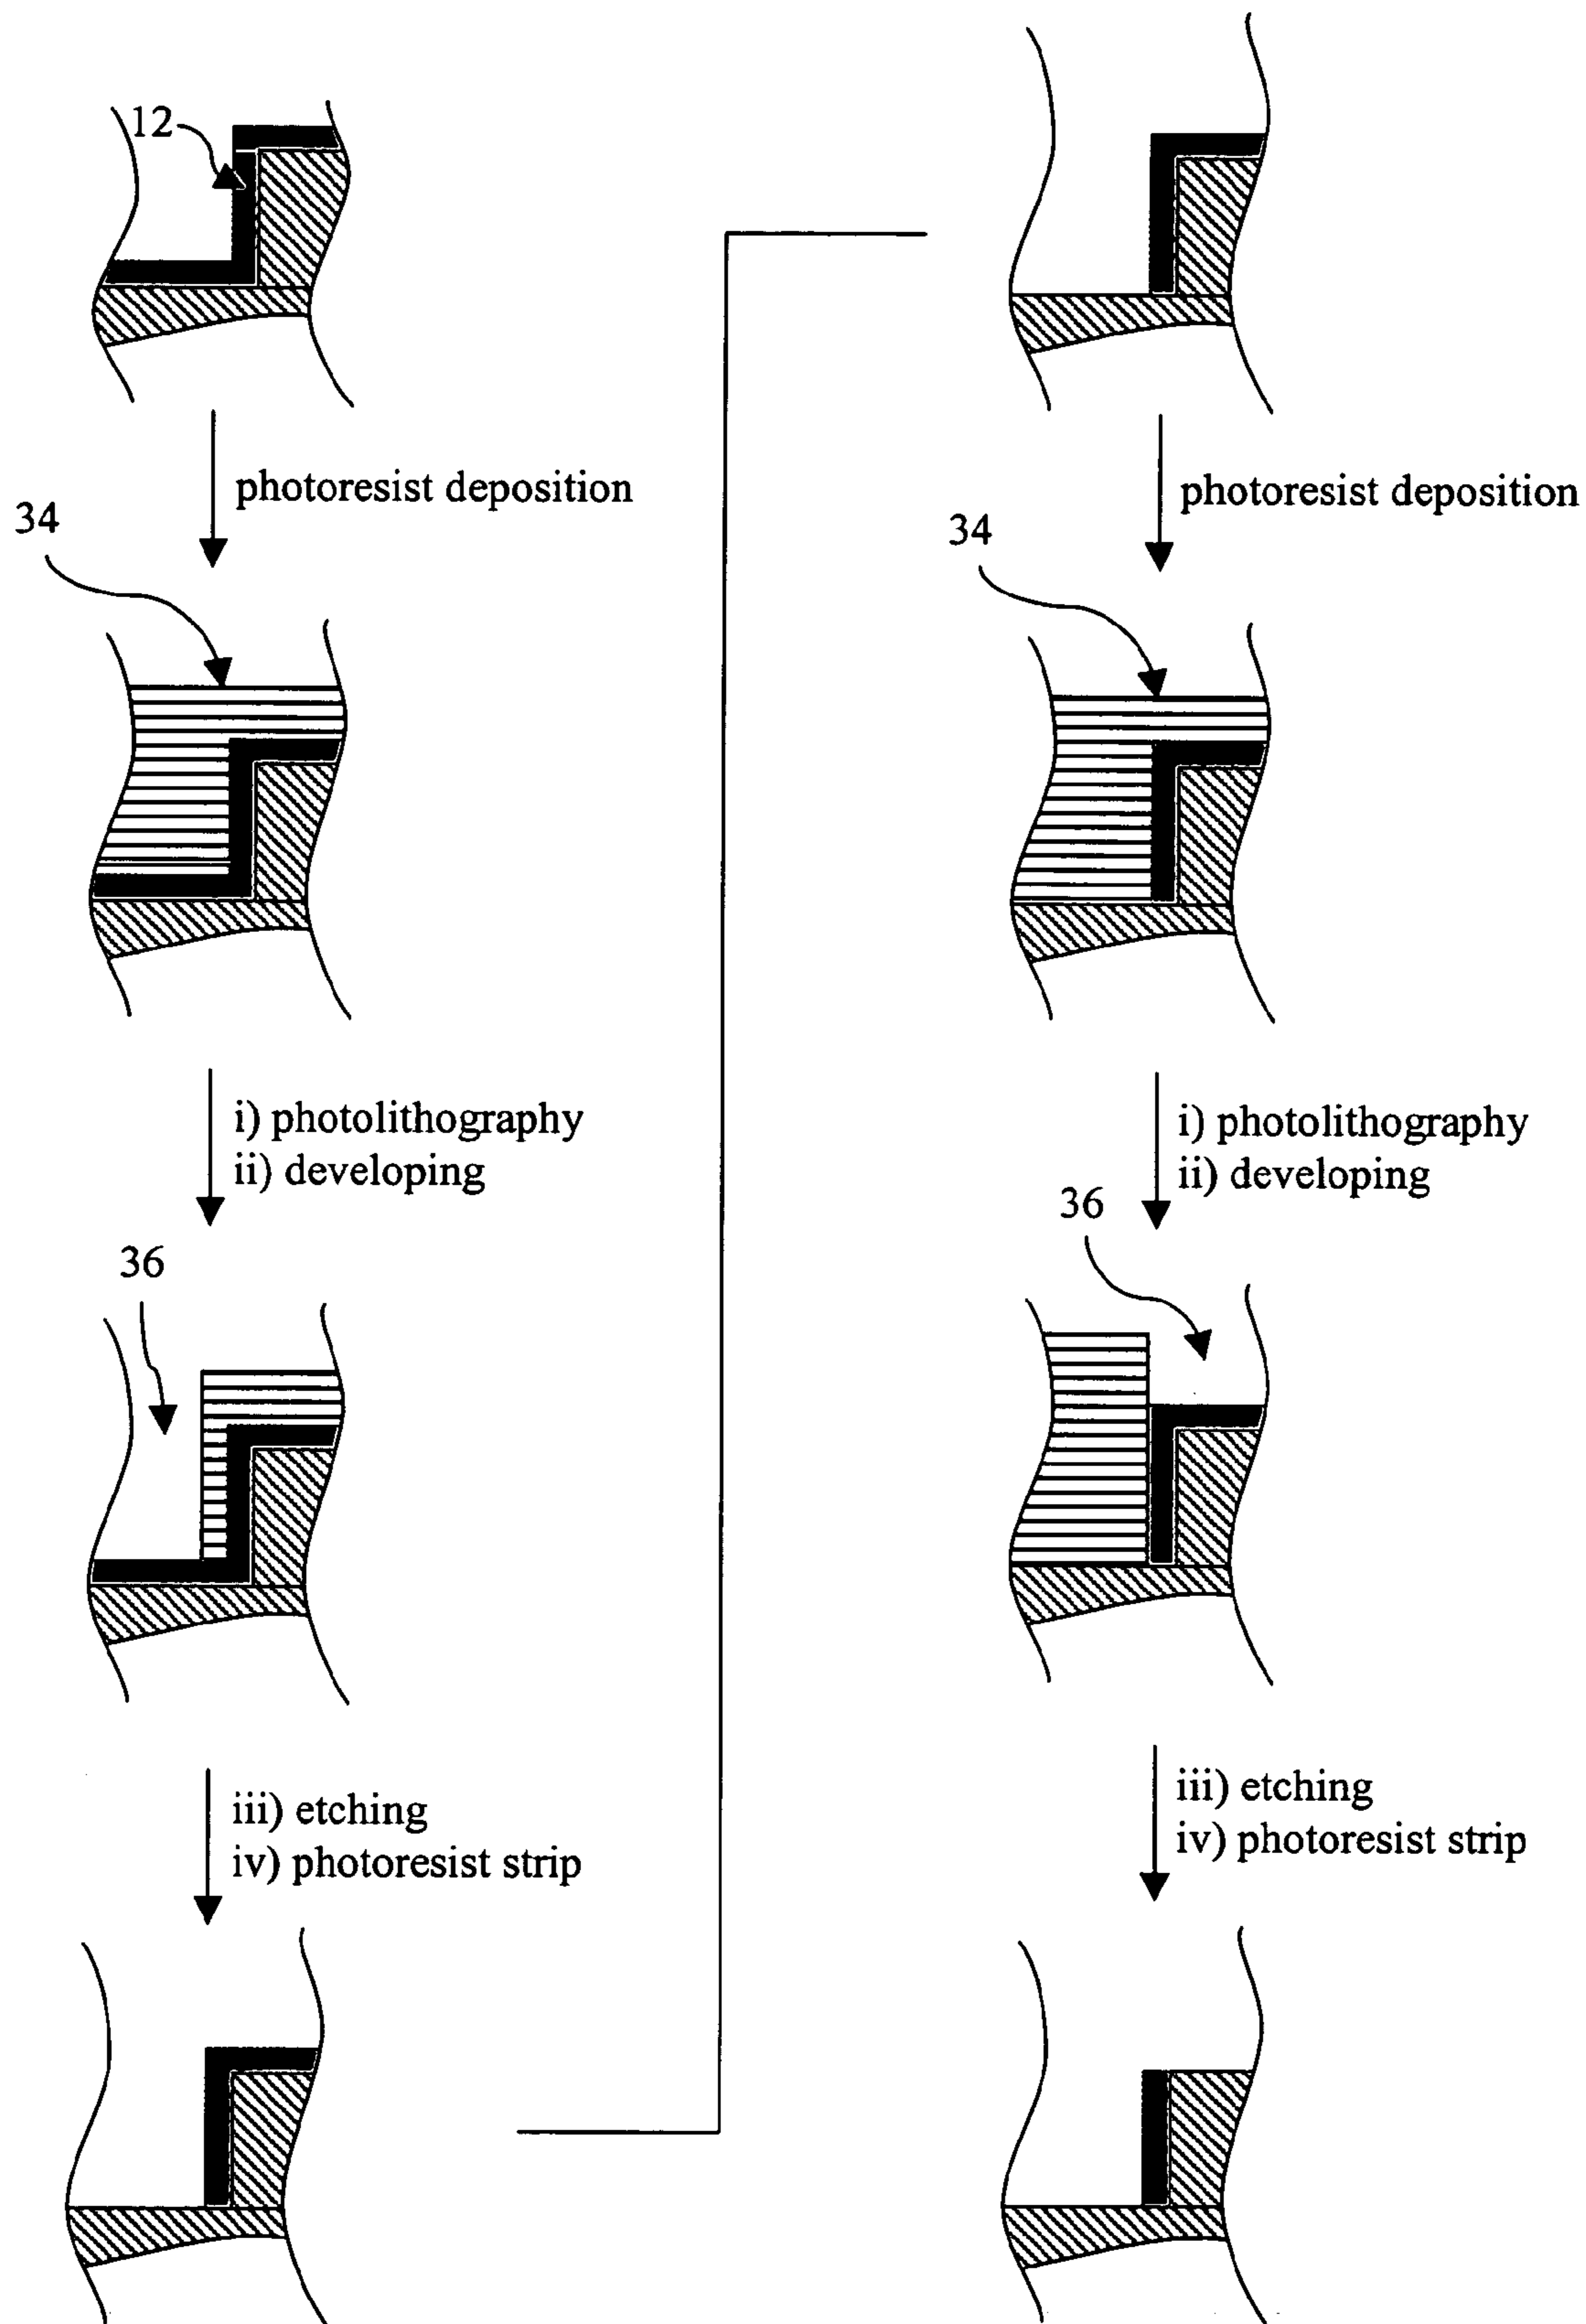 12
photoresist deposition
34
i) photolithography
ii) developing
36
iii) etching
iv) photoresist strip
photoresist deposition
34
i) photolithography
ii) developing
36
iii) etching
iv) photoresist strip